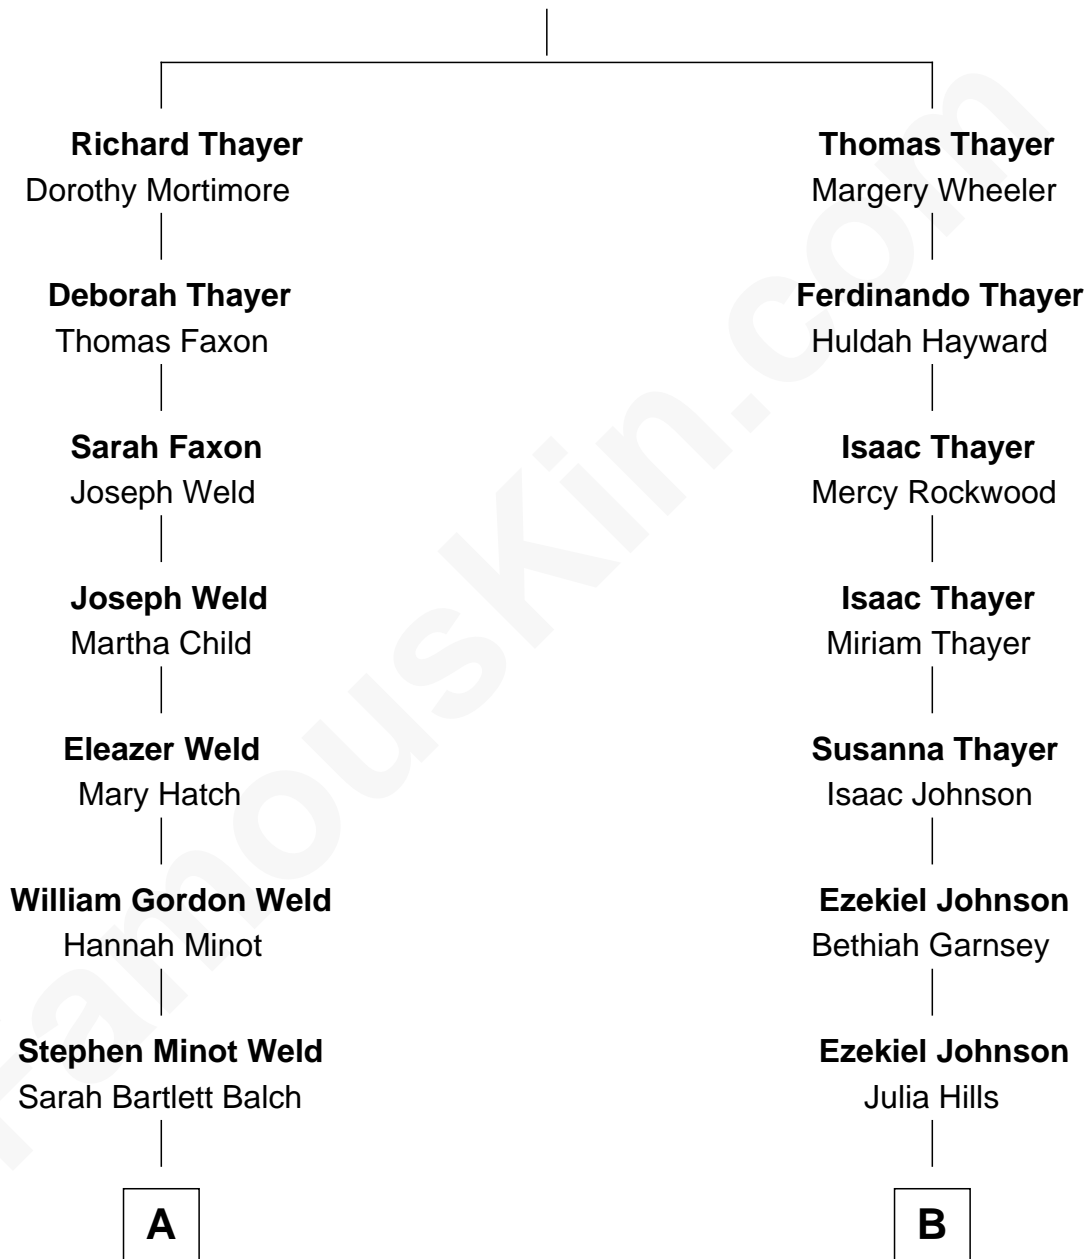 Richard Thayer
Dorothy Mortimore
Deborah Thayer
Thomas Faxon
Sarah Faxon
Joseph Weld
Joseph Weld
Martha Child
Eleazer Weld
Mary Hatch
William Gordon Weld
Hannah Minot
Stephen Minot Weld
Sarah Bartlett Balch
A
Thomas Thayer
Margery Wheeler
Ferdinando Thayer
Huldah Hayward
Isaac Thayer
Mercy Rockwood
Isaac Thayer
Miriam Thayer
Susanna Thayer
Isaac Johnson
Ezekiel Johnson
Bethiah Garnsey
Ezekiel Johnson
Julia Hills
B
FamousKin.com